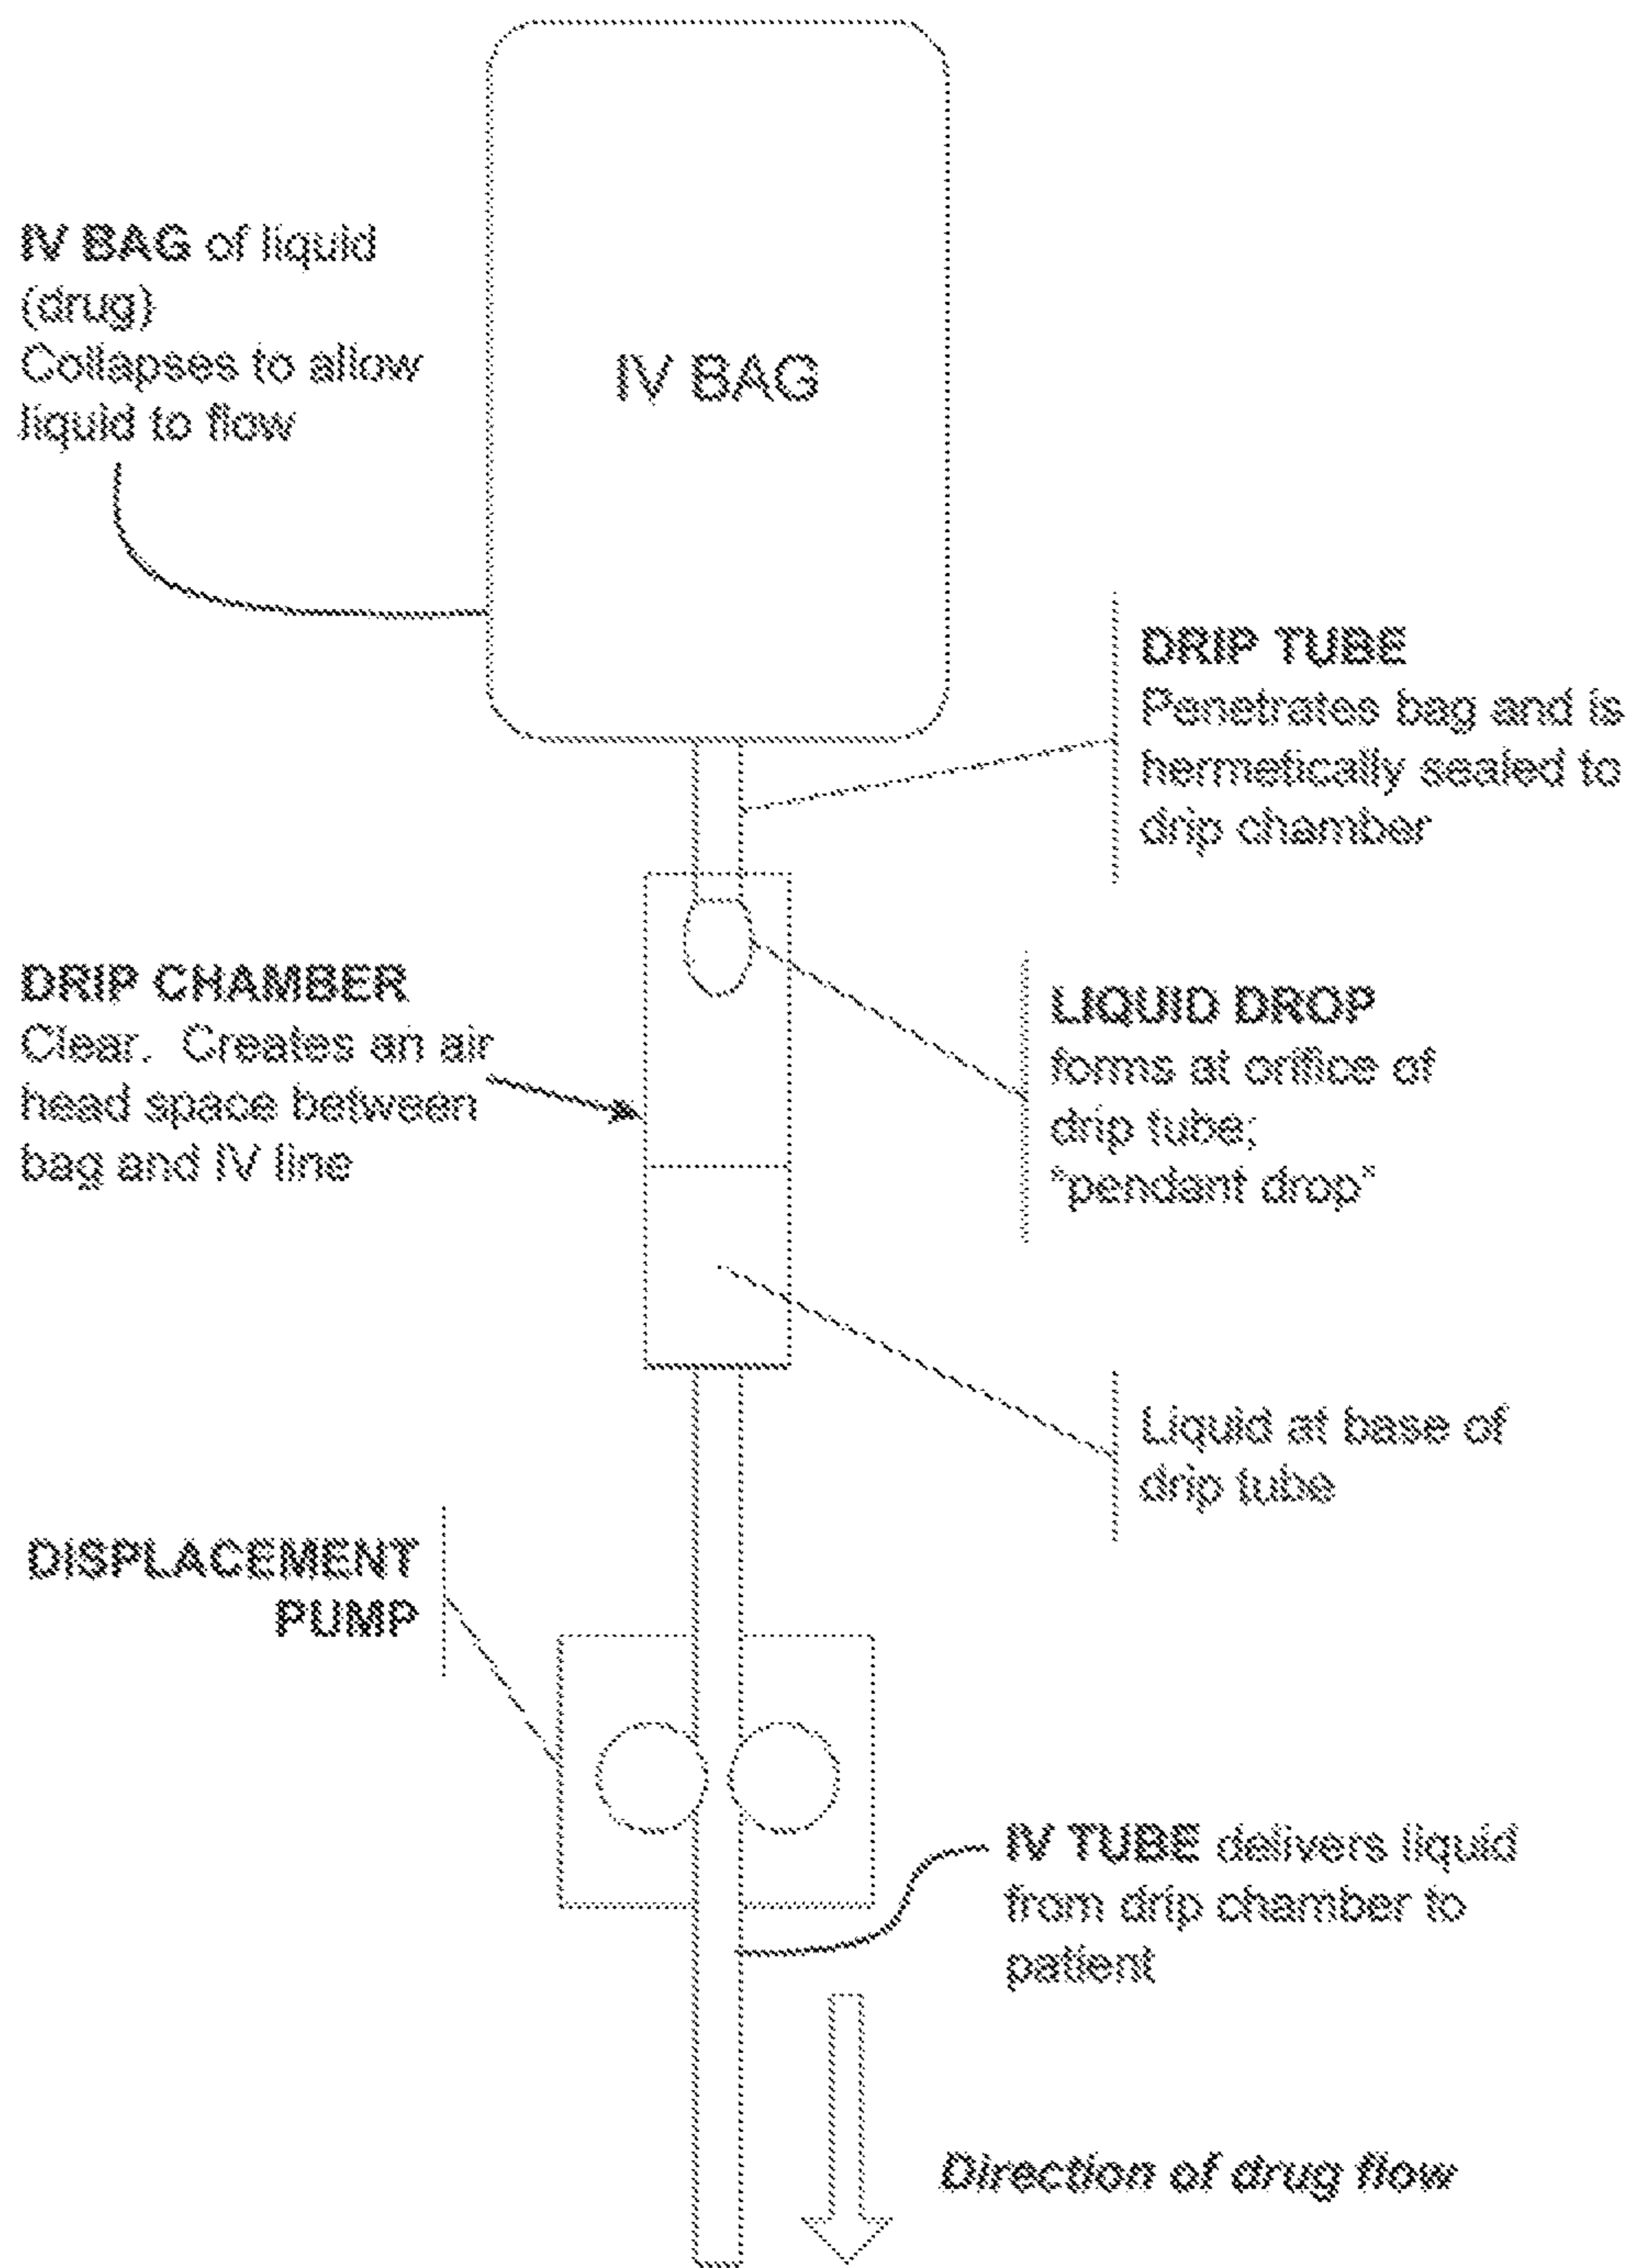 IV BAG of liquid
(drug)
Collapses to allow
liquid to flow
IV BAG
DRIP TUBE
Penetrates bag and is
hermetically sealed to
drip chamber
DRIP CHAMBER
Clear. Creates an air
head space between
bag and IV line
LIQUID DROP
forms at orifice of
drip tube;
"pendant drop"
Liquid at base of
drip tube
DISPLACEMENT
PUMP
IV TUBE delivers liquid
from drip chamber to
patient
Direction of drug flow